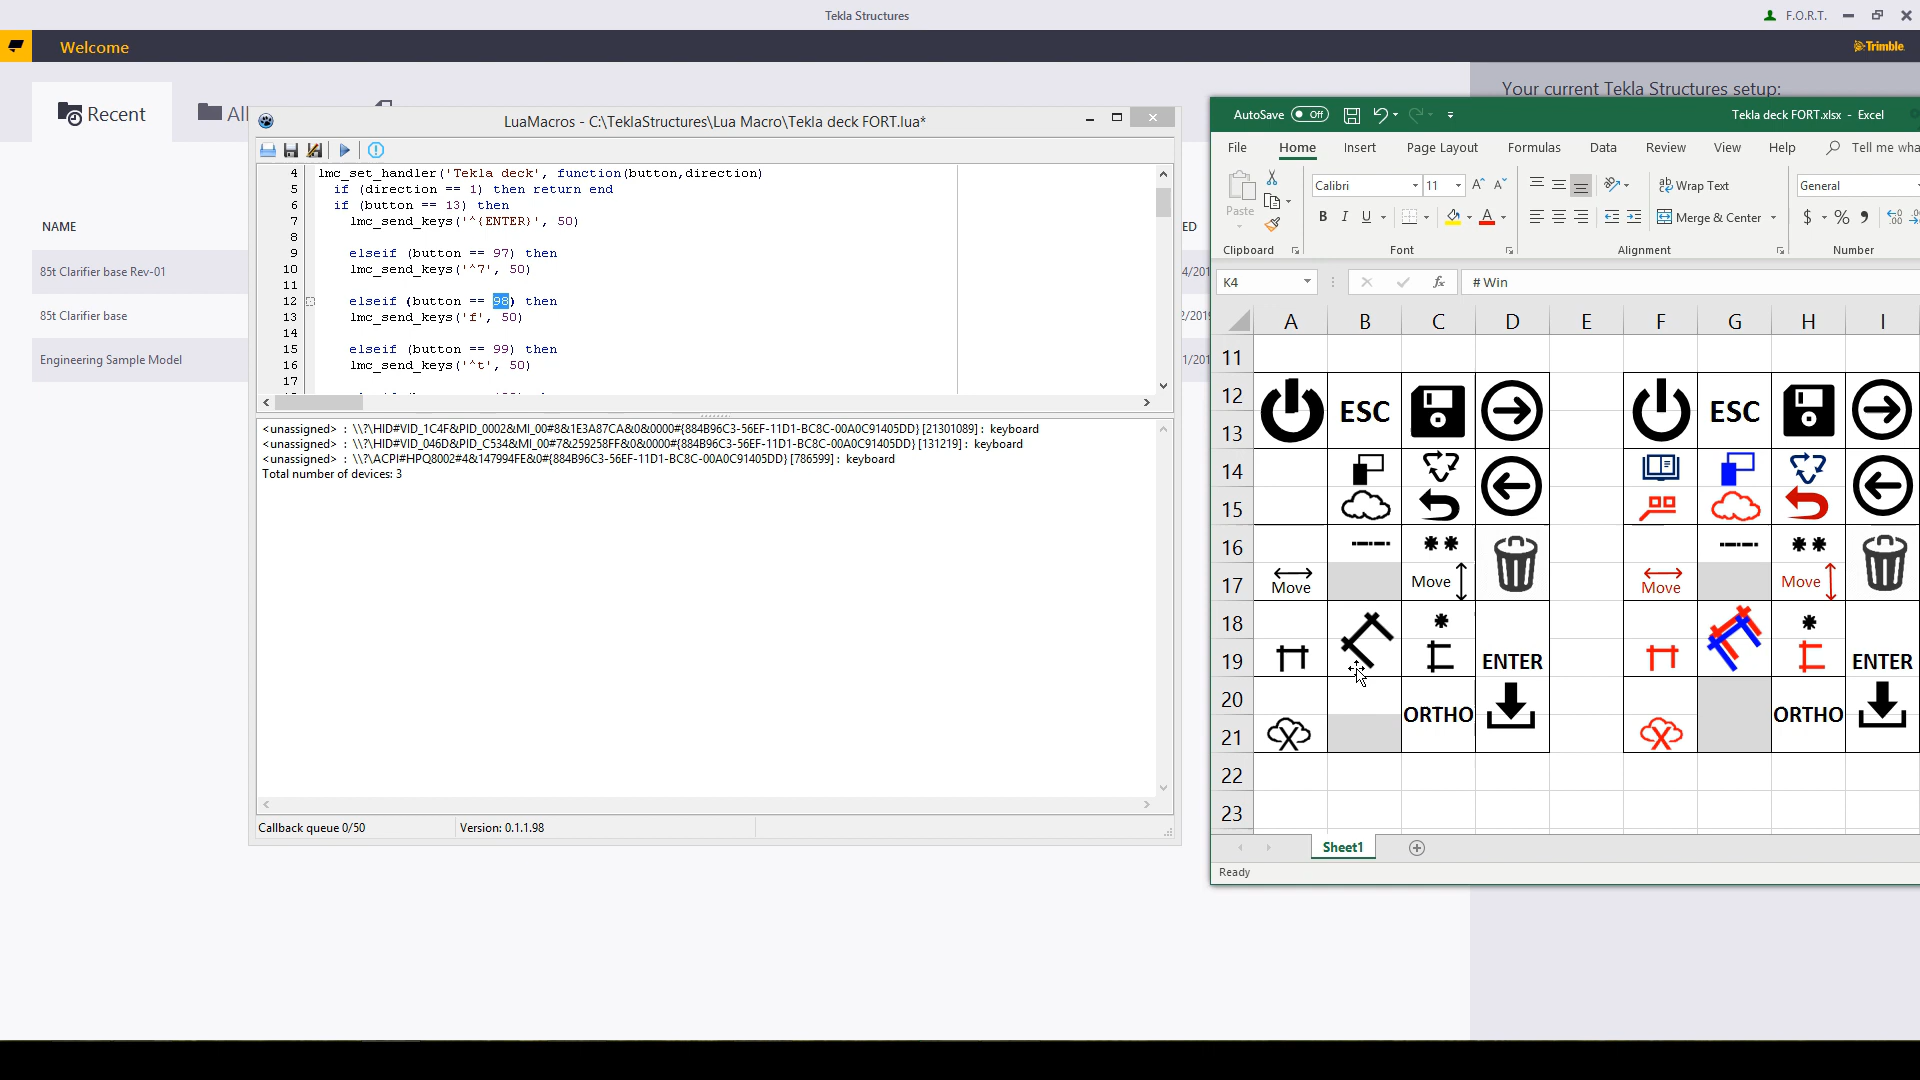 Tekla Structures
F.O.R.T.
Welcome
Trimble
Recent
All
Your current Tekla Structures setup:
NAME
ED
85t Clarifier base Rev-01
4/201
85t Clarifier base
2/2019
Engineering Sample Model
1/201
LuaMacros - C:\TeklaStructures\Lua Macro\Tekla deck FORT.lua*
4 lmc_set_handler('Tekla deck', function(button,direction)
5 if (direction == 1) then return end
6 if (button == 13) then
7 lmc_send_keys('^{ENTER}', 50)
8
9 elseif (button == 97) then
10 lmc_send_keys('^7', 50)
11
12 elseif (button == 98) then
13 lmc_send_keys('f', 50)
14
15 elseif (button == 99) then
16 lmc_send_keys('^t', 50)
17
<unassigned> : \\?\HID#VID_1C4F&PID_0002&MI_00#8&1E3A87CA&0&0000#{884B96C3-56EF-11D1-BC8C-00A0C91405DD} [21301089] : keyboard
<unassigned> : \\?\HID#VID_046D&PID_C534&MI_00#7&259258FF&0&0000#{884B96C3-56EF-11D1-BC8C-00A0C91405DD} [131219] : keyboard
<unassigned> : \\?\ACPI#HPQ8002#4&147994FE&0#{884B96C3-56EF-11D1-BC8C-00A0C91405DD} [786599] : keyboard
Total number of devices: 3
Callback queue 0/50
Version: 0.1.1.98
AutoSave Off
Tekla deck FORT.xlsx - Excel
File Home Insert Page Layout Formulas Data Review View Help Tell me wha
Paste
Calibri 11
Wrap Text
General
B I U
Merge & Center
$ % ,
Clipboard Font Alignment Number
K4
fx
# Win
A B C D E F G H I
11
12
13
ESC
ESC
14
15
16
17
Move
Move
Move
Move
18
19
ENTER
ENTER
20
21
ORTHO
X
ORTHO
X
22
23
Sheet1
Ready